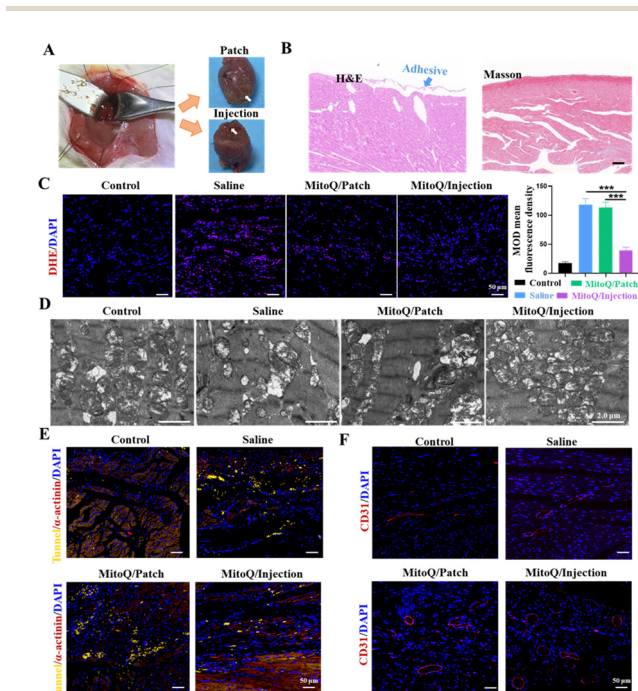 A
Patch
Injection
B
H&E
Adhesive
Masson
C
Control
Saline
MitoQ/Patch
MitoQ/Injection
DHE/DAPI
50 μm
MOD mean
fluorescence density
150
100
50
0
***
***
Control
MitoQ/Patch
Saline
MitoQ/Injection
D
Control
Saline
MitoQ/Patch
MitoQ/Injection
2.0 μm
E
Control
Saline
Tunnel/α-actinin/DAPI
MitoQ/Patch
MitoQ/Injection
unnel/α-actinin/DAPI
50 μm
F
Control
Saline
CD31/DAPI
MitoQ/Patch
MitoQ/Injection
CD31/DAPI
50 μm